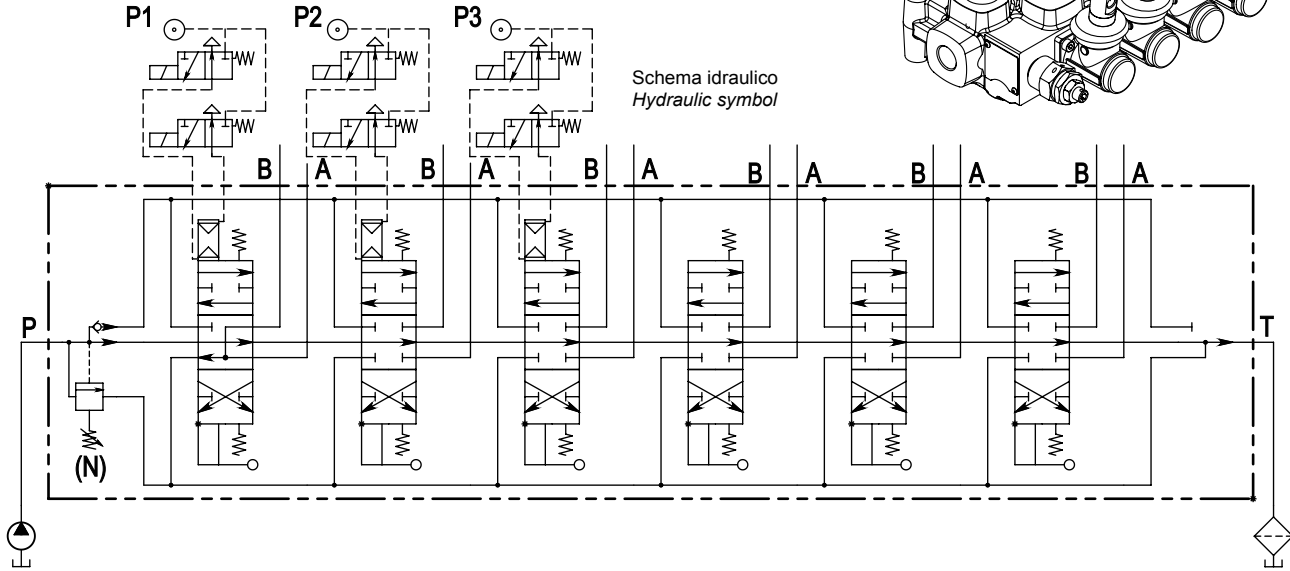 P1 P2 P3
Schema idraulico
Hydraulic symbol
B A B A B A B A B A B A
P T
(N)